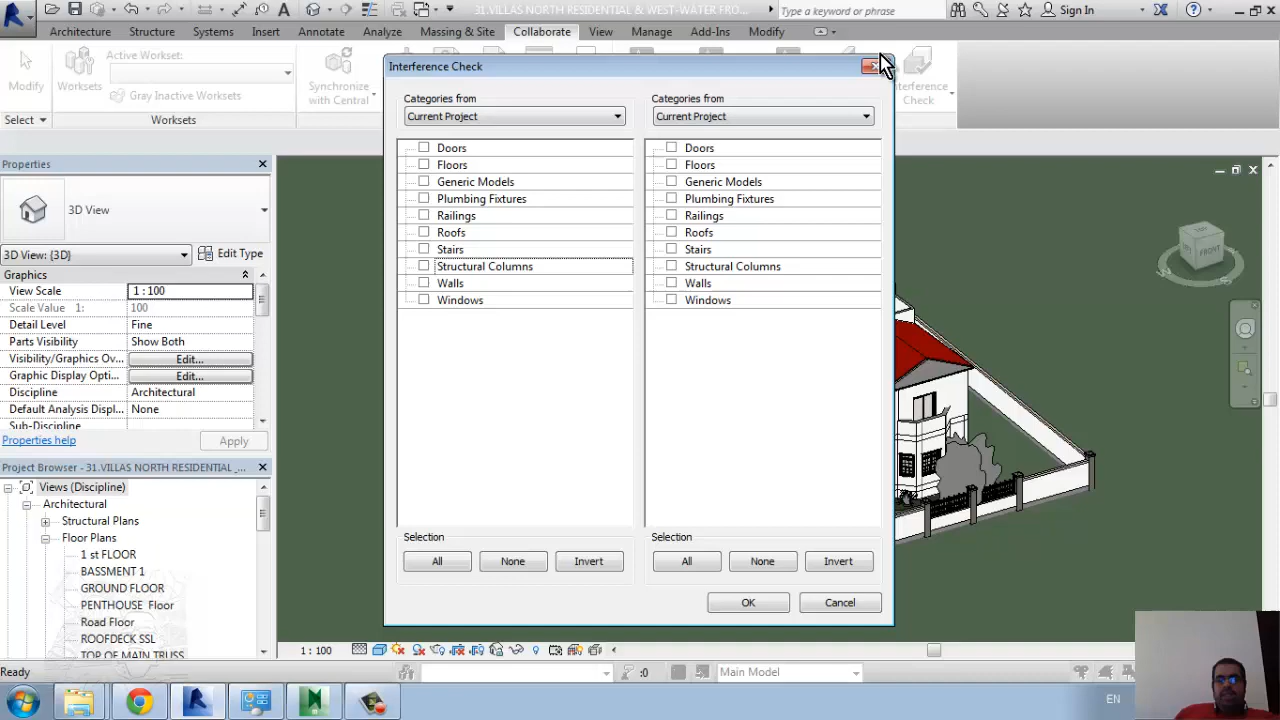 31.VILLAS NORTH RESIDENTIAL & WEST-WATER FRO...
Type a keyword or phrase
Sign In
Architecture Structure Systems Insert Annotate Analyze Massing & Site Collaborate View Manage Add-Ins Modify
Modify
Worksets
Active Workset:
Gray Inactive Worksets
Synchronize
with Central
Interference
Check
Select
Worksets
Interference Check
Categories from
Current Project
Doors
Floors
Generic Models
Plumbing Fixtures
Railings
Roofs
Stairs
Structural Columns
Walls
Windows
Selection
All None Invert
Categories from
Current Project
Doors
Floors
Generic Models
Plumbing Fixtures
Railings
Roofs
Stairs
Structural Columns
Walls
Windows
Selection
All None Invert
OK Cancel
Properties
3D View
3D View: {3D}
Edit Type
Graphics
View Scale 1 : 100
Scale Value 1: 100
Detail Level Fine
Parts Visibility Show Both
Visibility/Graphics Ov... Edit...
Graphic Display Opti... Edit...
Discipline Architectural
Default Analysis Displ... None
Sub-Discipline
Properties help
Apply
Project Browser - 31.VILLAS NORTH RESIDENTIAL _...
Views (Discipline)
Architectural
Structural Plans
Floor Plans
1 st FLOOR
BASSMENT 1
GROUND FLOOR
PENTHOUSE Floor
Road Floor
ROOFDECK SSL
TOP OF MAIN TRUSS
FRONT
1 : 100
Ready
:0
Main Model
EN